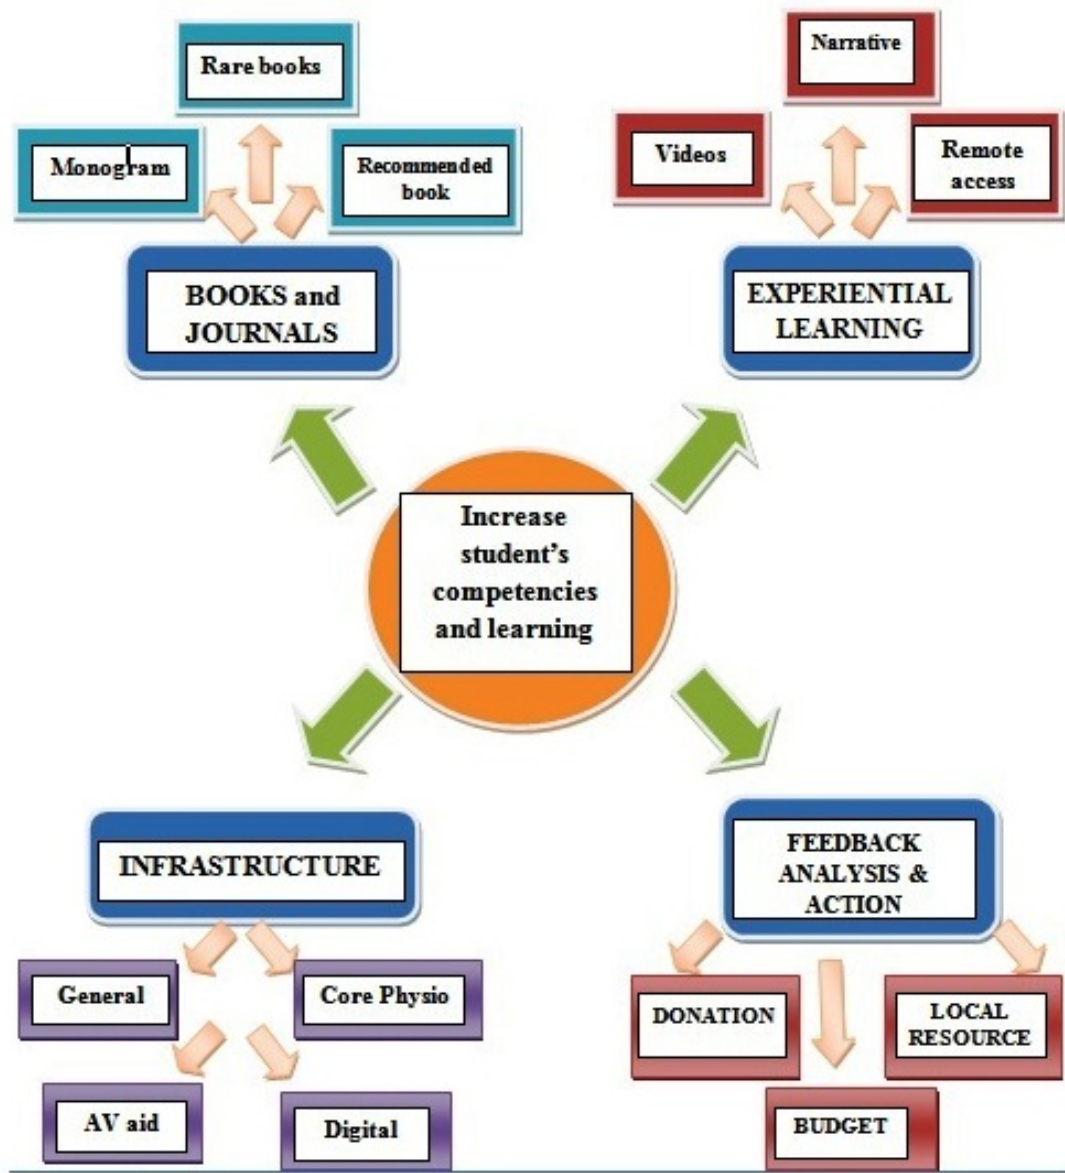 Rare books
Monogram
Recommended
book
BOOKS and
JOURNALS
Narrative
Videos
Remote
access
EXPERIENTIAL
LEARNING
Increase
student’s
competencies
and learning
INFRASTRUCTURE
General
Core Physio
AV aid
Digital
FEEDBACK
ANALYSIS &
ACTION
DONATION
LOCAL
RESOURCE
BUDGET